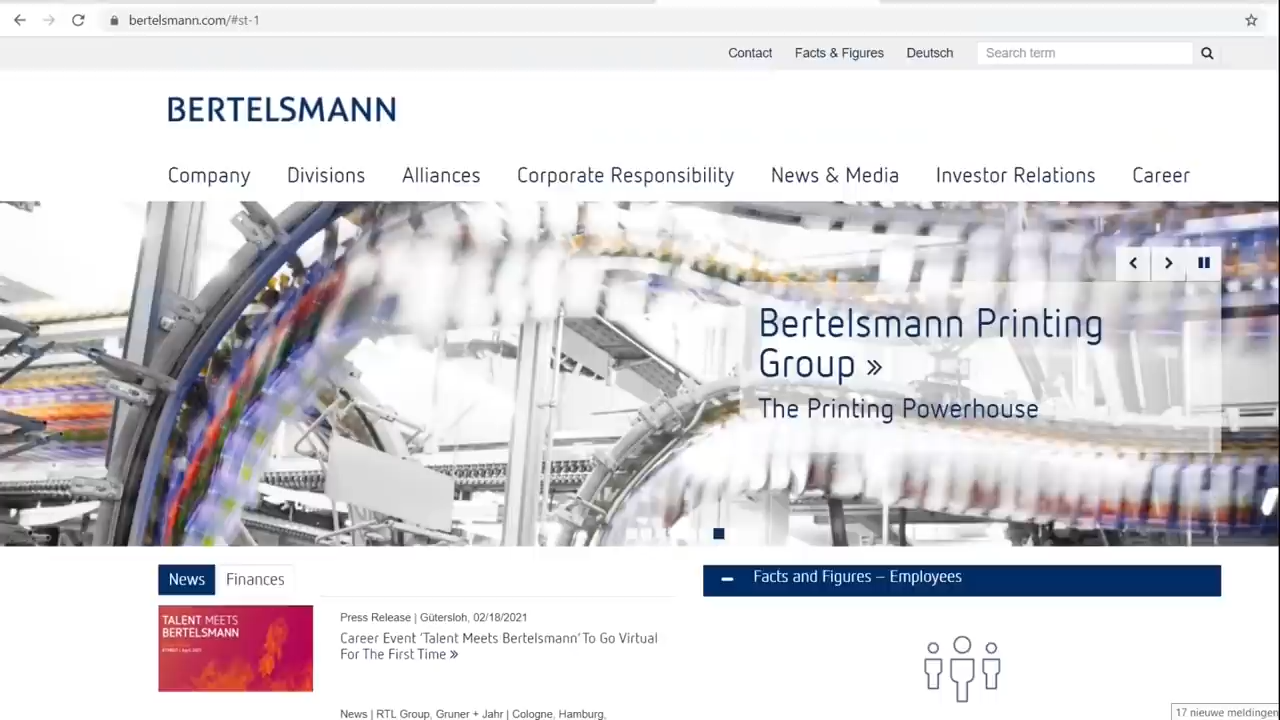 bertelsmann.com/#st-1
Contact Facts & Figures Deutsch Search term
BERTELSMANN
Company Divisions Alliances Corporate Responsibility News & Media Investor Relations Career
Bertelsmann Printing
Group »
The Printing Powerhouse
News Finances
Facts and Figures – Employees
TALENT MEETS
BERTELSMANN
Press Release | Gütersloh, 02/18/2021
Career Event ‘Talent Meets Bertelsmann’ To Go Virtual
For The First Time »
News | RTL Group, Gruner + Jahr | Cologne, Hamburg,
17 nieuwe meldingen